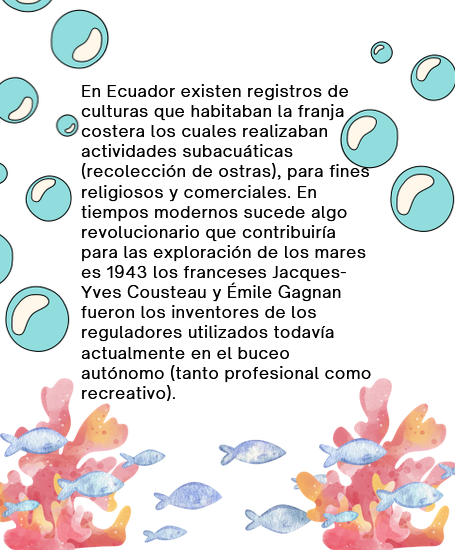 En Ecuador existen registros de
culturas que habitaban la franja
costera los cuales realizaban
actividades subacuáticas
(recolección de ostras), para fines
religiosos y comerciales. En
tiempos modernos sucede algo
revolucionario que contribuiría
para las exploración de los mares
es 1943 los franceses Jacques-
Yves Cousteau y Émile Gagnan
fueron los inventores de los
reguladores utilizados todavía
actualmente en el buceo
autónomo (tanto profesional como
recreativo).